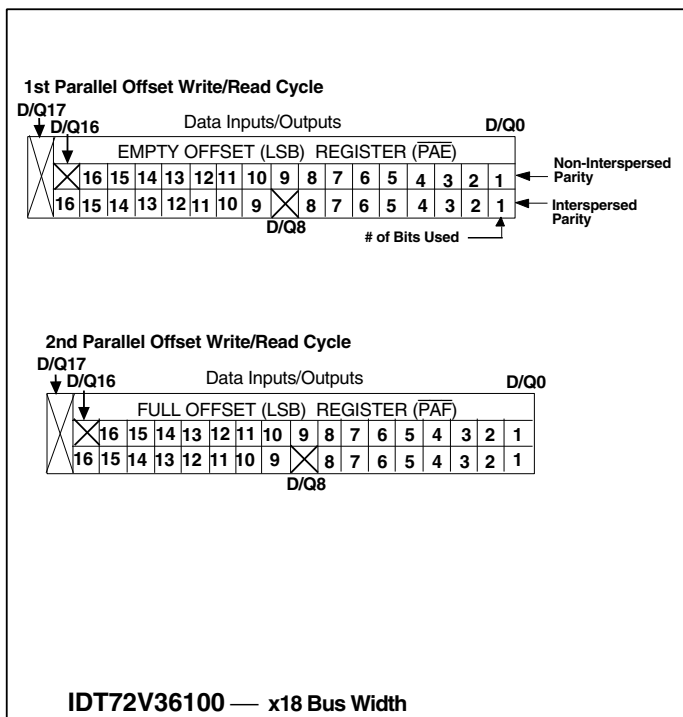 1st Parallel Offset Write/Read Cycle
D/Q17
D/Q16 Data Inputs/Outputs D/Q0
EMPTY OFFSET (LSB) REGISTER (PAE)
16 15 14 13 12 11 10 9 8 7 6 5 4 3 2 1 Non-Interspersed Parity
16 15 14 13 12 11 10 9 8 7 6 5 4 3 2 1 Interspersed Parity
D/Q8
# of Bits Used
2nd Parallel Offset Write/Read Cycle
D/Q17
D/Q16 Data Inputs/Outputs D/Q0
FULL OFFSET (LSB) REGISTER (PAF)
16 15 14 13 12 11 10 9 8 7 6 5 4 3 2 1
16 15 14 13 12 11 10 9 8 7 6 5 4 3 2 1
D/Q8
IDT72V36100 — x18 Bus Width